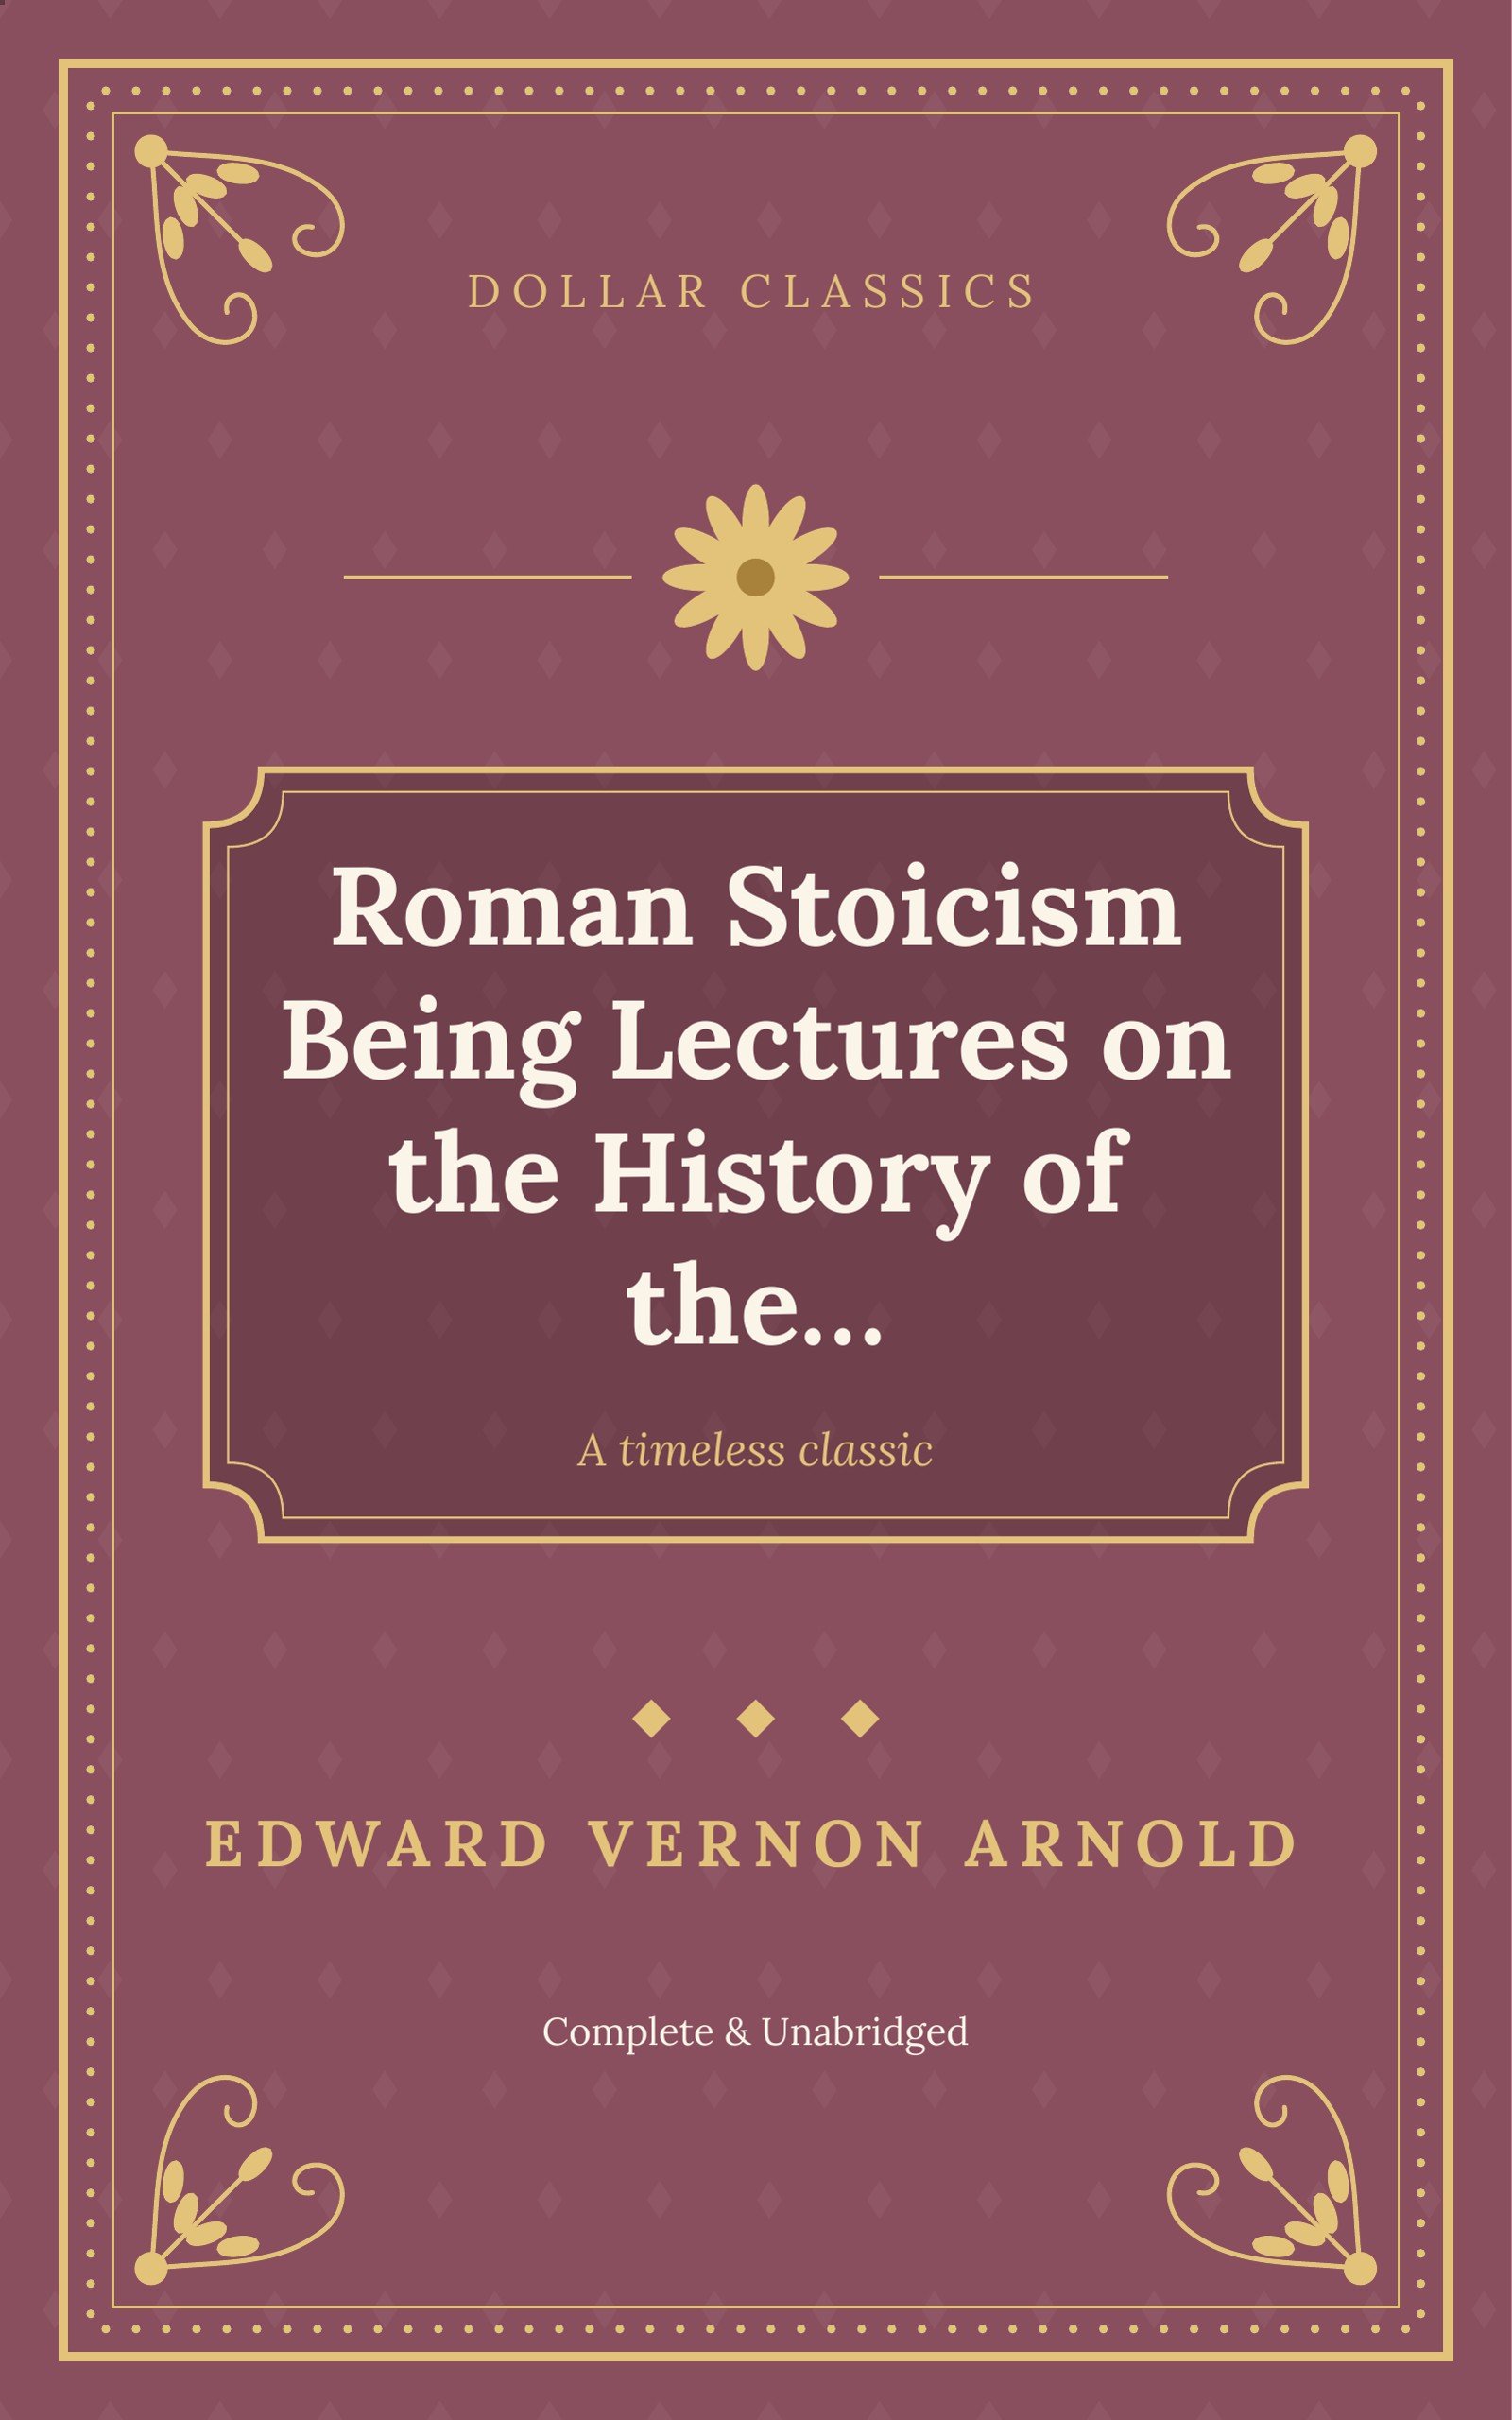 DOLLAR CLASSICS
Roman Stoicism
Being Lectures on
the History of
the...
A timeless classic
EDWARD VERNON ARNOLD
Complete & Unabridged